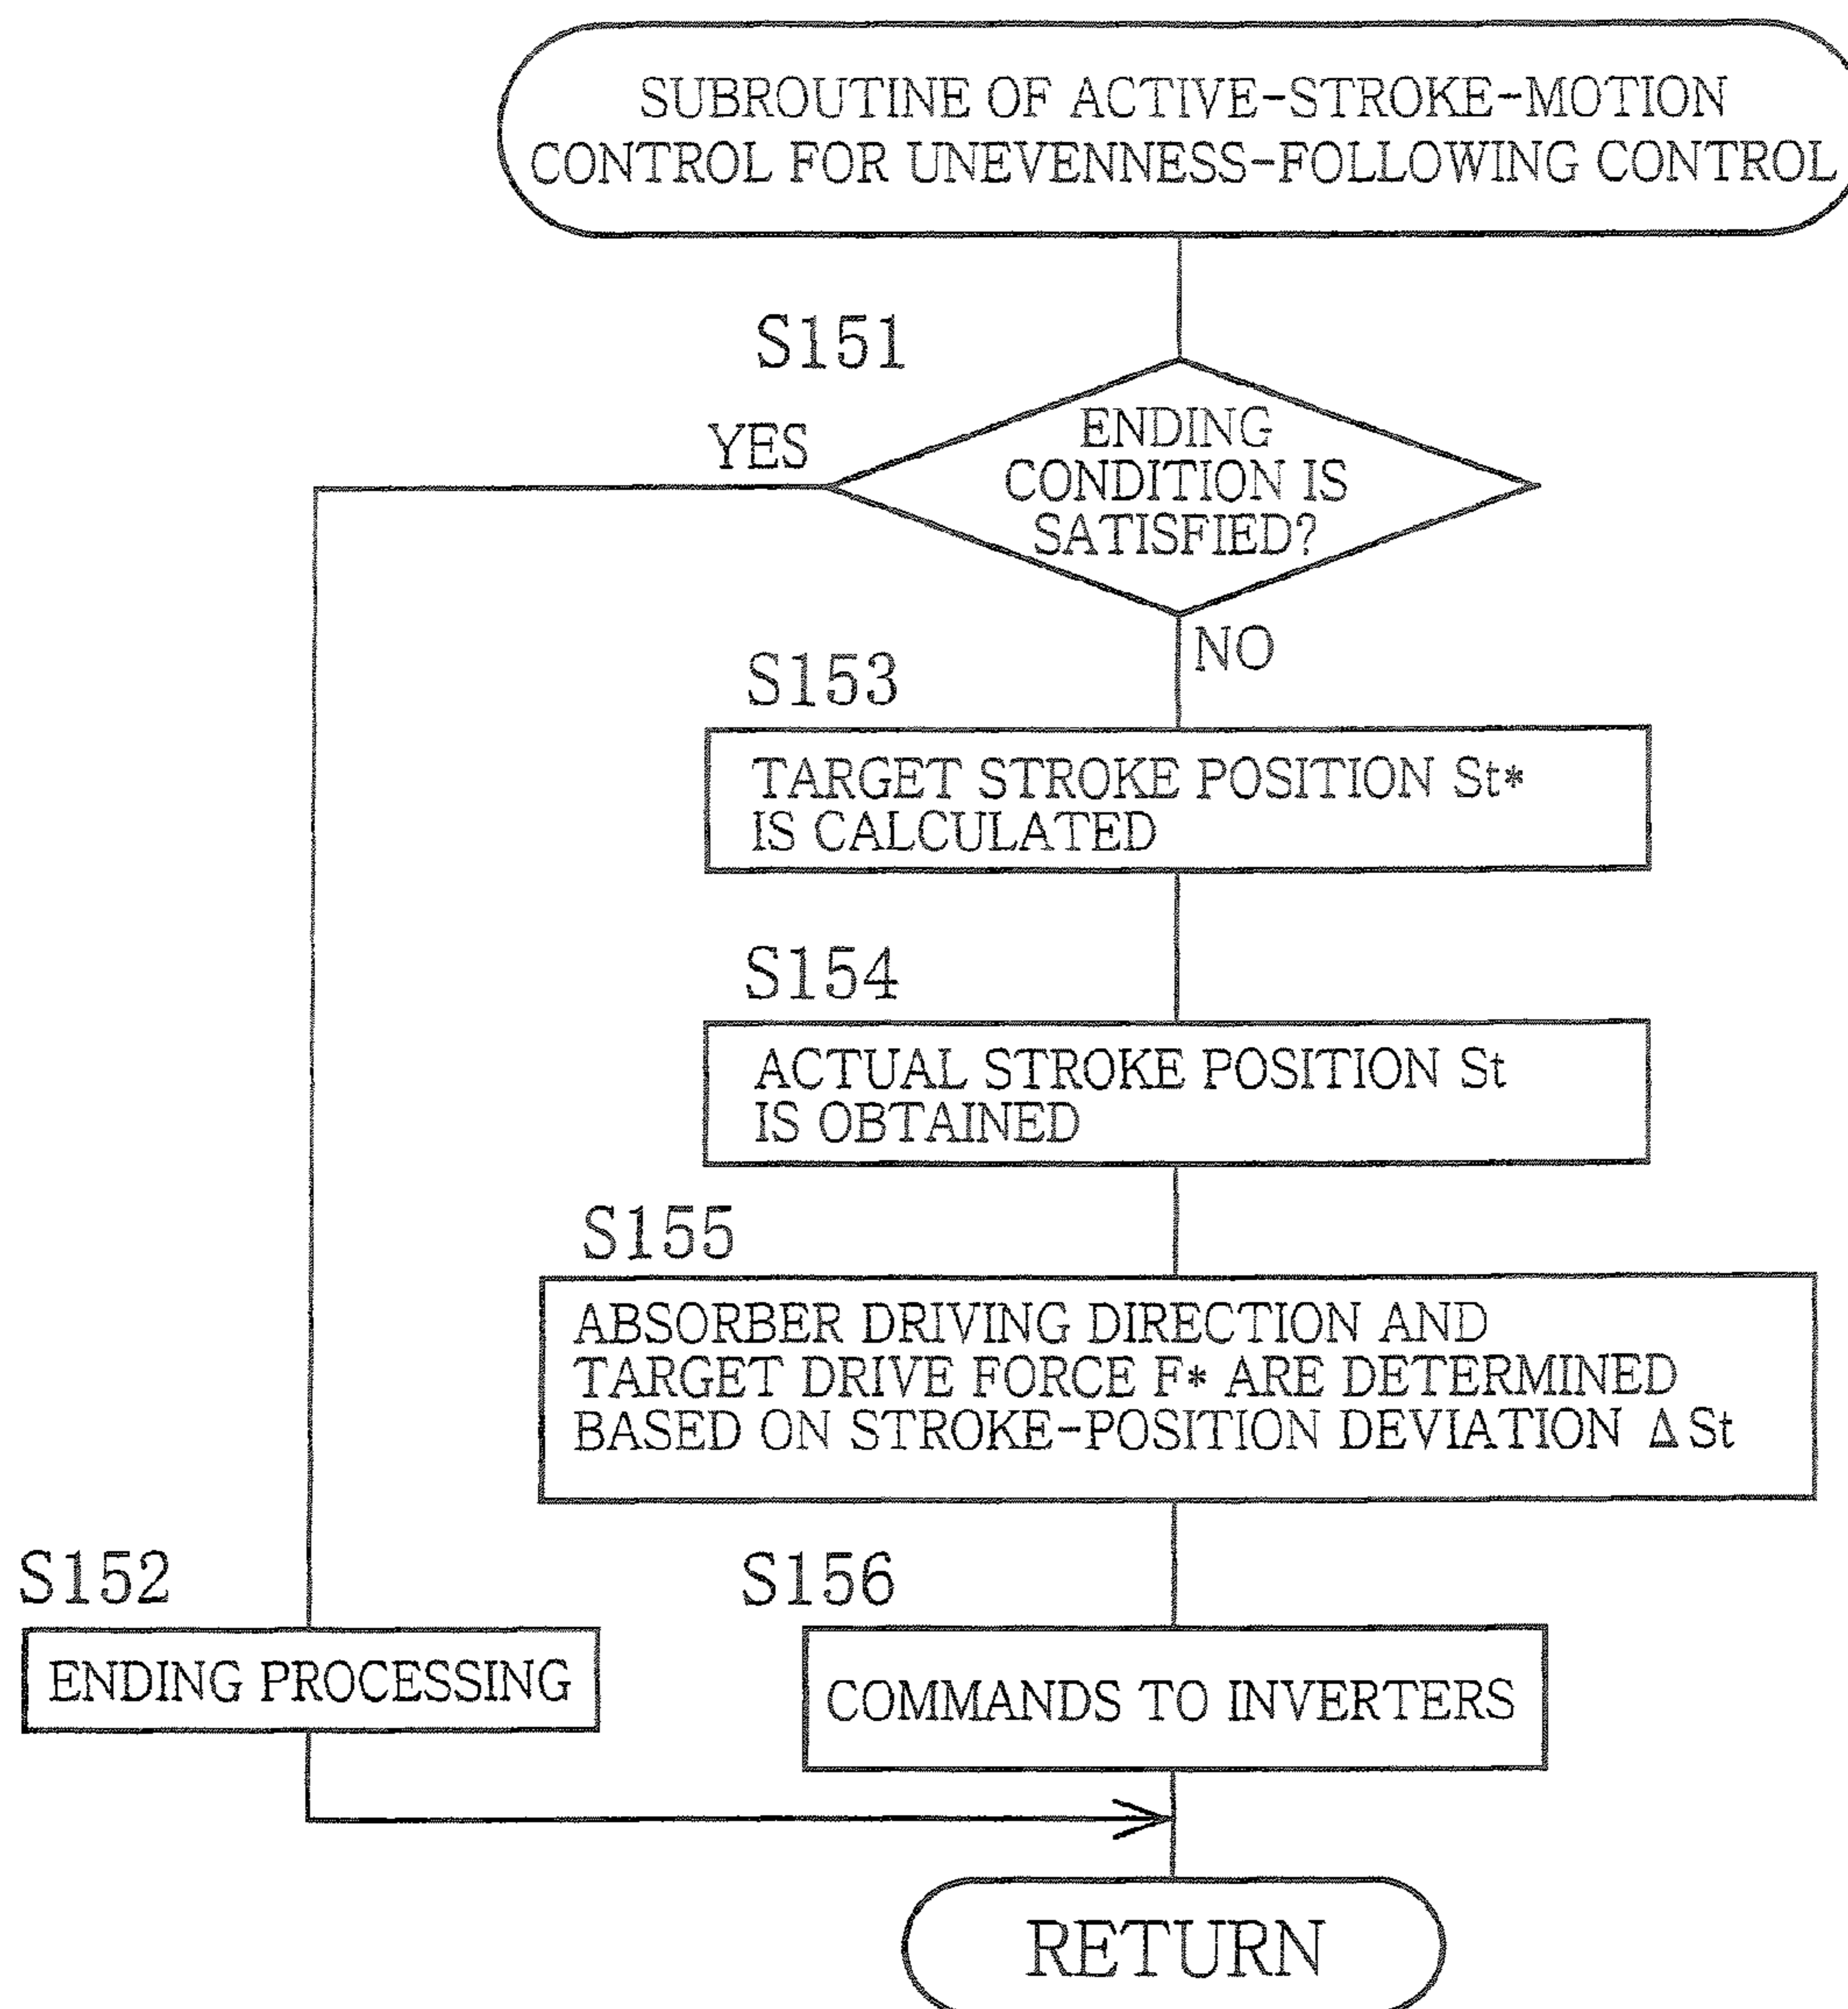 SUBROUTINE OF ACTIVE-STROKE-MOTION
CONTROL FOR UNEVENNESS-FOLLOWING CONTROL
S151
YES
ENDING
CONDITION IS
SATISFIED?
NO
S153
TARGET STROKE POSITION St*
IS CALCULATED
S154
ACTUAL STROKE POSITION St
IS OBTAINED
S155
ABSORBER DRIVING DIRECTION AND
TARGET DRIVE FORCE F* ARE DETERMINED
BASED ON STROKE-POSITION DEVIATION Δ St
S152
ENDING PROCESSING
S156
COMMANDS TO INVERTERS
RETURN